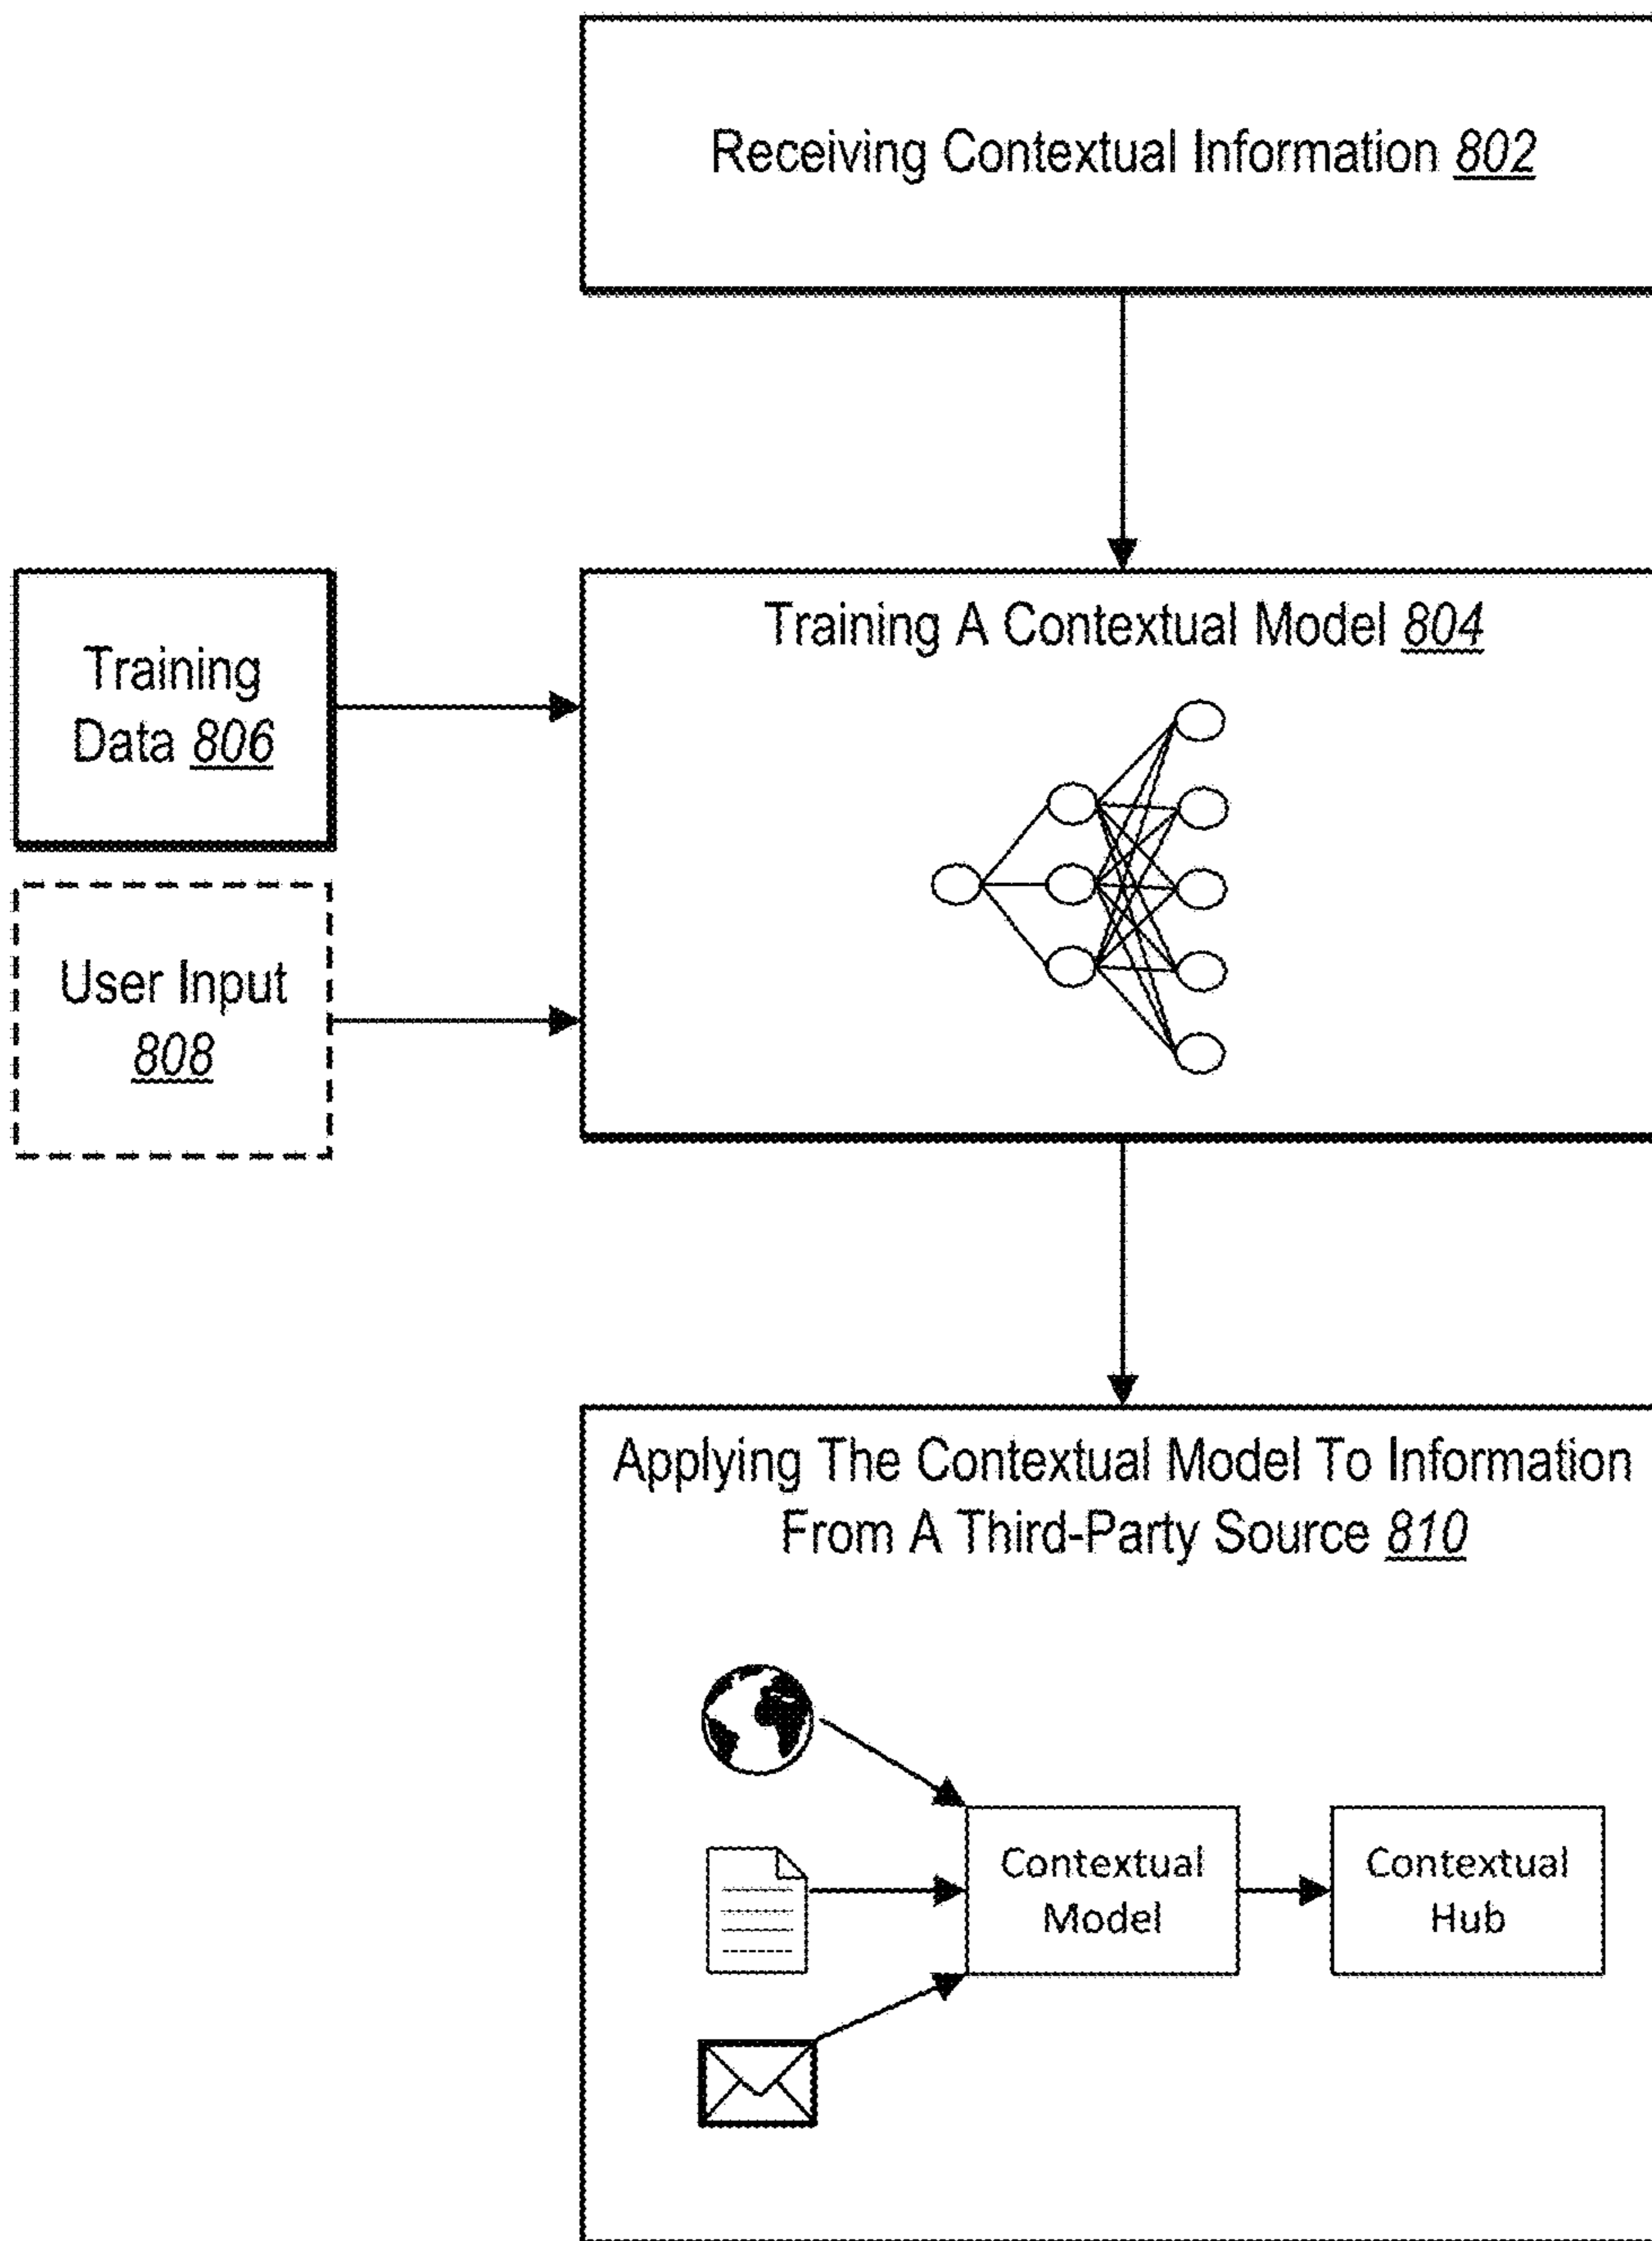 Receiving Contextual Information 802
Training A Contextual Model 804
Training
Data 806
User Input
808
Applying The Contextual Model To Information
From A Third-Party Source 810
Contextual
Model
Contextual
Hub